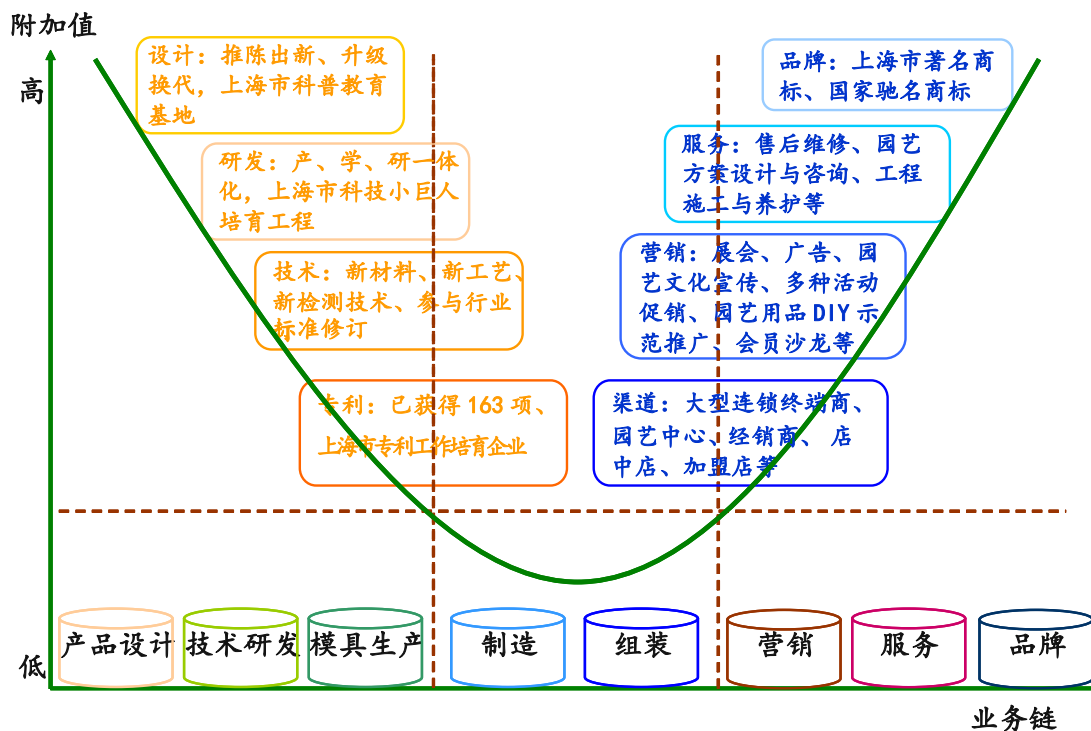 附加值
高
设计：推陈出新、升级
换代，上海市科普教育
基地
研发：产、学、研一体
化，上海市科技小巨人
培育工程
技术：新材料、新工艺、
新检测技术、参与行业
标准修订
专利：已获得 163 项、
上海市专利工作培育企业
品牌：上海市著名商
标、国家驰名商标
服务：售后维修、园艺
方案设计与咨询、工程
施工与养护等
营销：展会、广告、园
艺文化宣传、多种活动
促销、园艺用品 DIY 示
范推广、会员沙龙等
渠道：大型连锁终端商、
园艺中心、经销商、 店
中店、加盟店等
低
产品设计
技术研发
模具生产
制造
组装
营销
服务
品牌
业务链